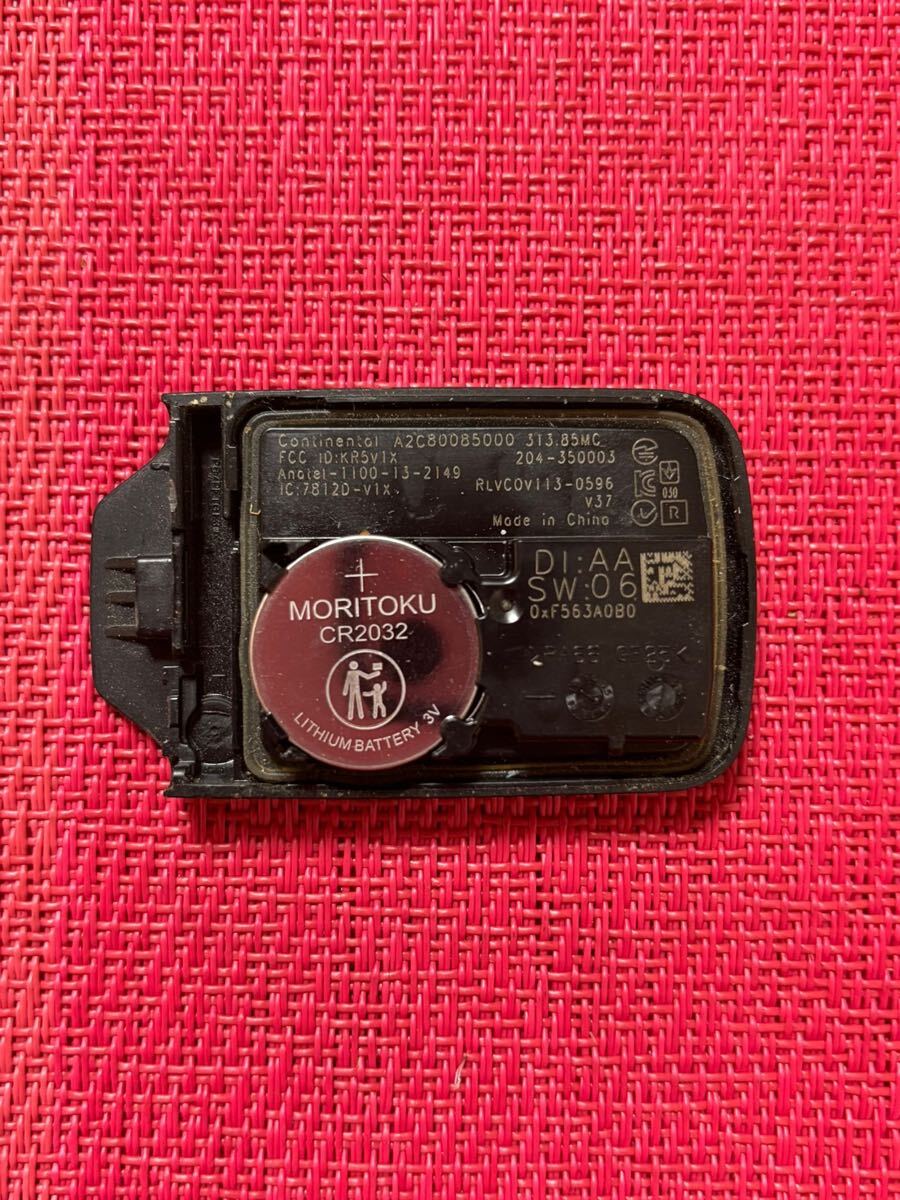 Continental A2C80085000 313.85MC
FCC ID:KR5V1X 204-350003
Anatel-1100-13-2149
IC:7812D-V1X RLVCOV113-0596
V37
Made in China
030
R
DI:AA
SW:06
0xF563A0B0
+
MORITOKU
CR2032
LITHIUM BATTERY 3V